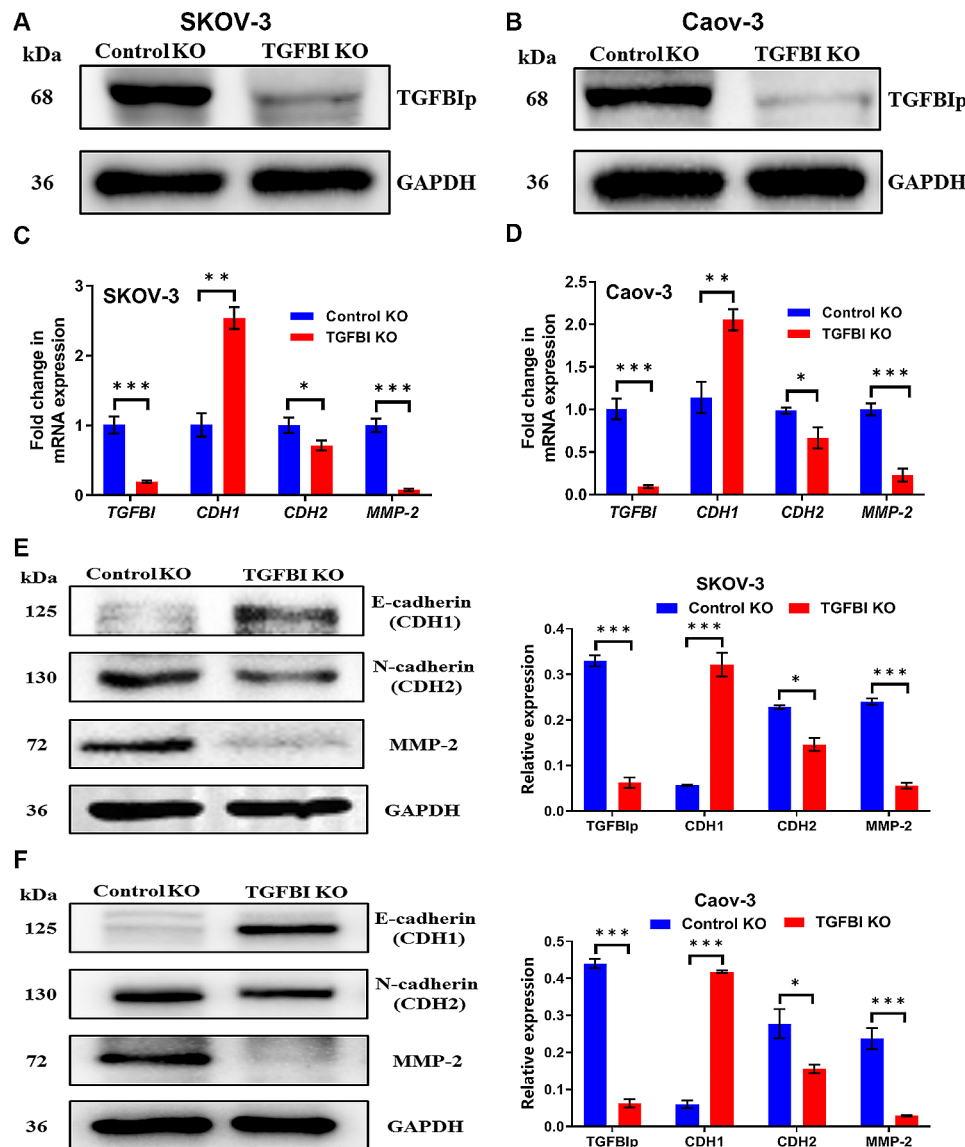 A
SKOV-3
kDa
Control KO
TGFBI KO
68
TGFBIp
36
GAPDH
B
Caov-3
kDa
Control KO
TGFBI KO
68
TGFBIp
36
GAPDH
C
SKOV-3
Fold change in
mRNA expression
3
2
1
0
Control KO
TGFBI KO
***
**
*
***
TGFBI
CDH1
CDH2
MMP-2
D
Caov-3
Fold change in
mRNA expression
2.5
2.0
1.5
1.0
0.5
0.0
Control KO
TGFBI KO
***
**
*
***
TGFBI
CDH1
CDH2
MMP-2
E
kDa
Control KO
TGFBI KO
125
E-cadherin
(CDH1)
130
N-cadherin
(CDH2)
72
MMP-2
36
GAPDH
SKOV-3
Control KO
TGFBI KO
Relative expression
0.4
0.3
0.2
0.1
0.0
***
***
*
***
TGFBIp
CDH1
CDH2
MMP-2
F
kDa
Control KO
TGFBI KO
125
E-cadherin
(CDH1)
130
N-cadherin
(CDH2)
72
MMP-2
36
GAPDH
Caov-3
Control KO
TGFBI KO
Relative expression
0.5
0.4
0.3
0.2
0.1
0.0
***
***
*
***
TGFBIp
CDH1
CDH2
MMP-2